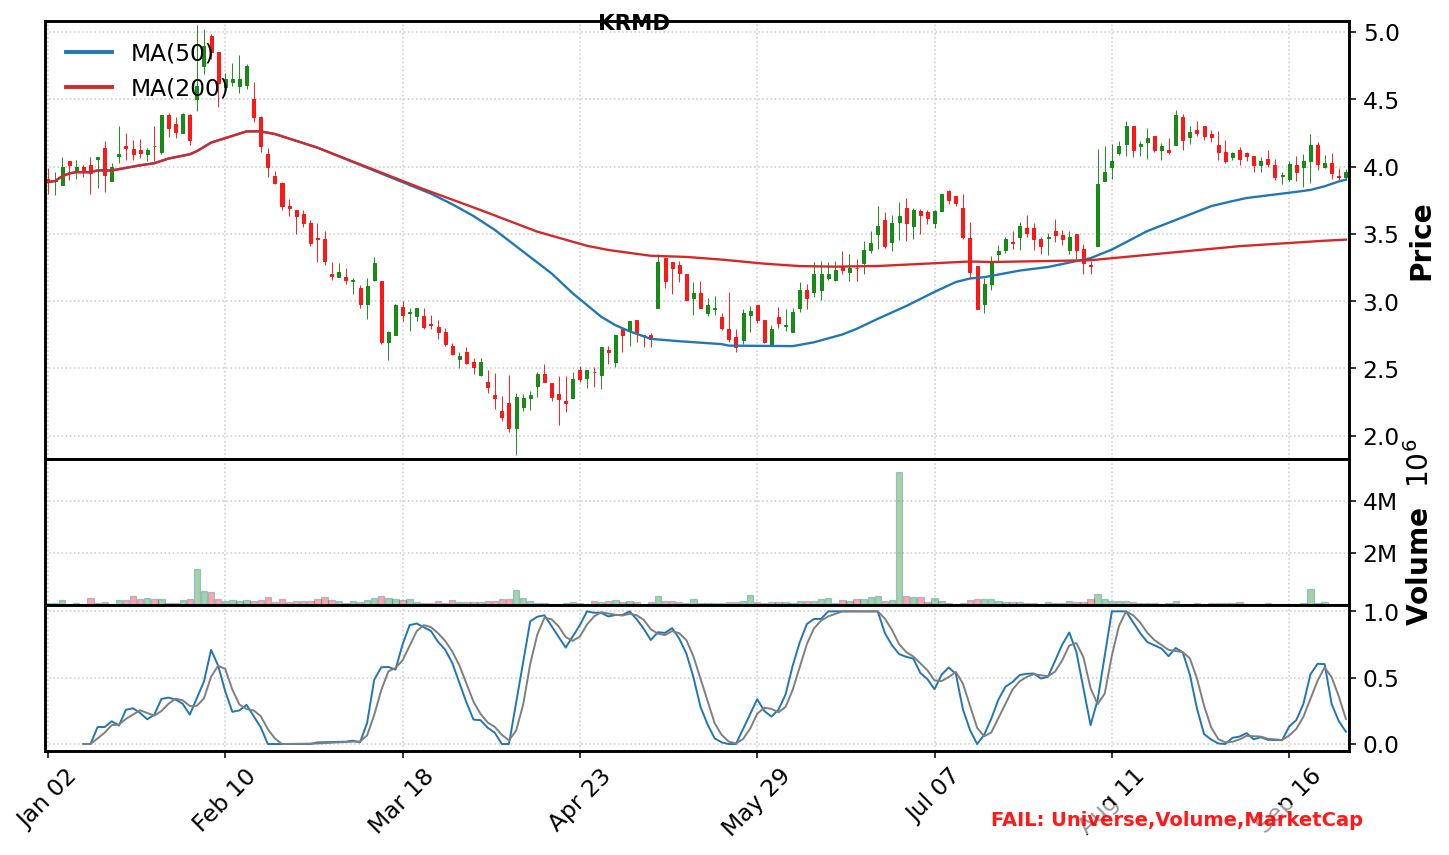 KRMD
MA(50)
MA(200)
5.0
4.5
4.0
3.5
3.0
2.5
2.0
Price
4M
2M
Volume 10^6
1.0
0.5
0.0
Jan 02
Feb 10
Mar 18
Apr 23
May 29
Jul 07
Aug 11
Sep 16
FAIL: Universe,Volume,MarketCap